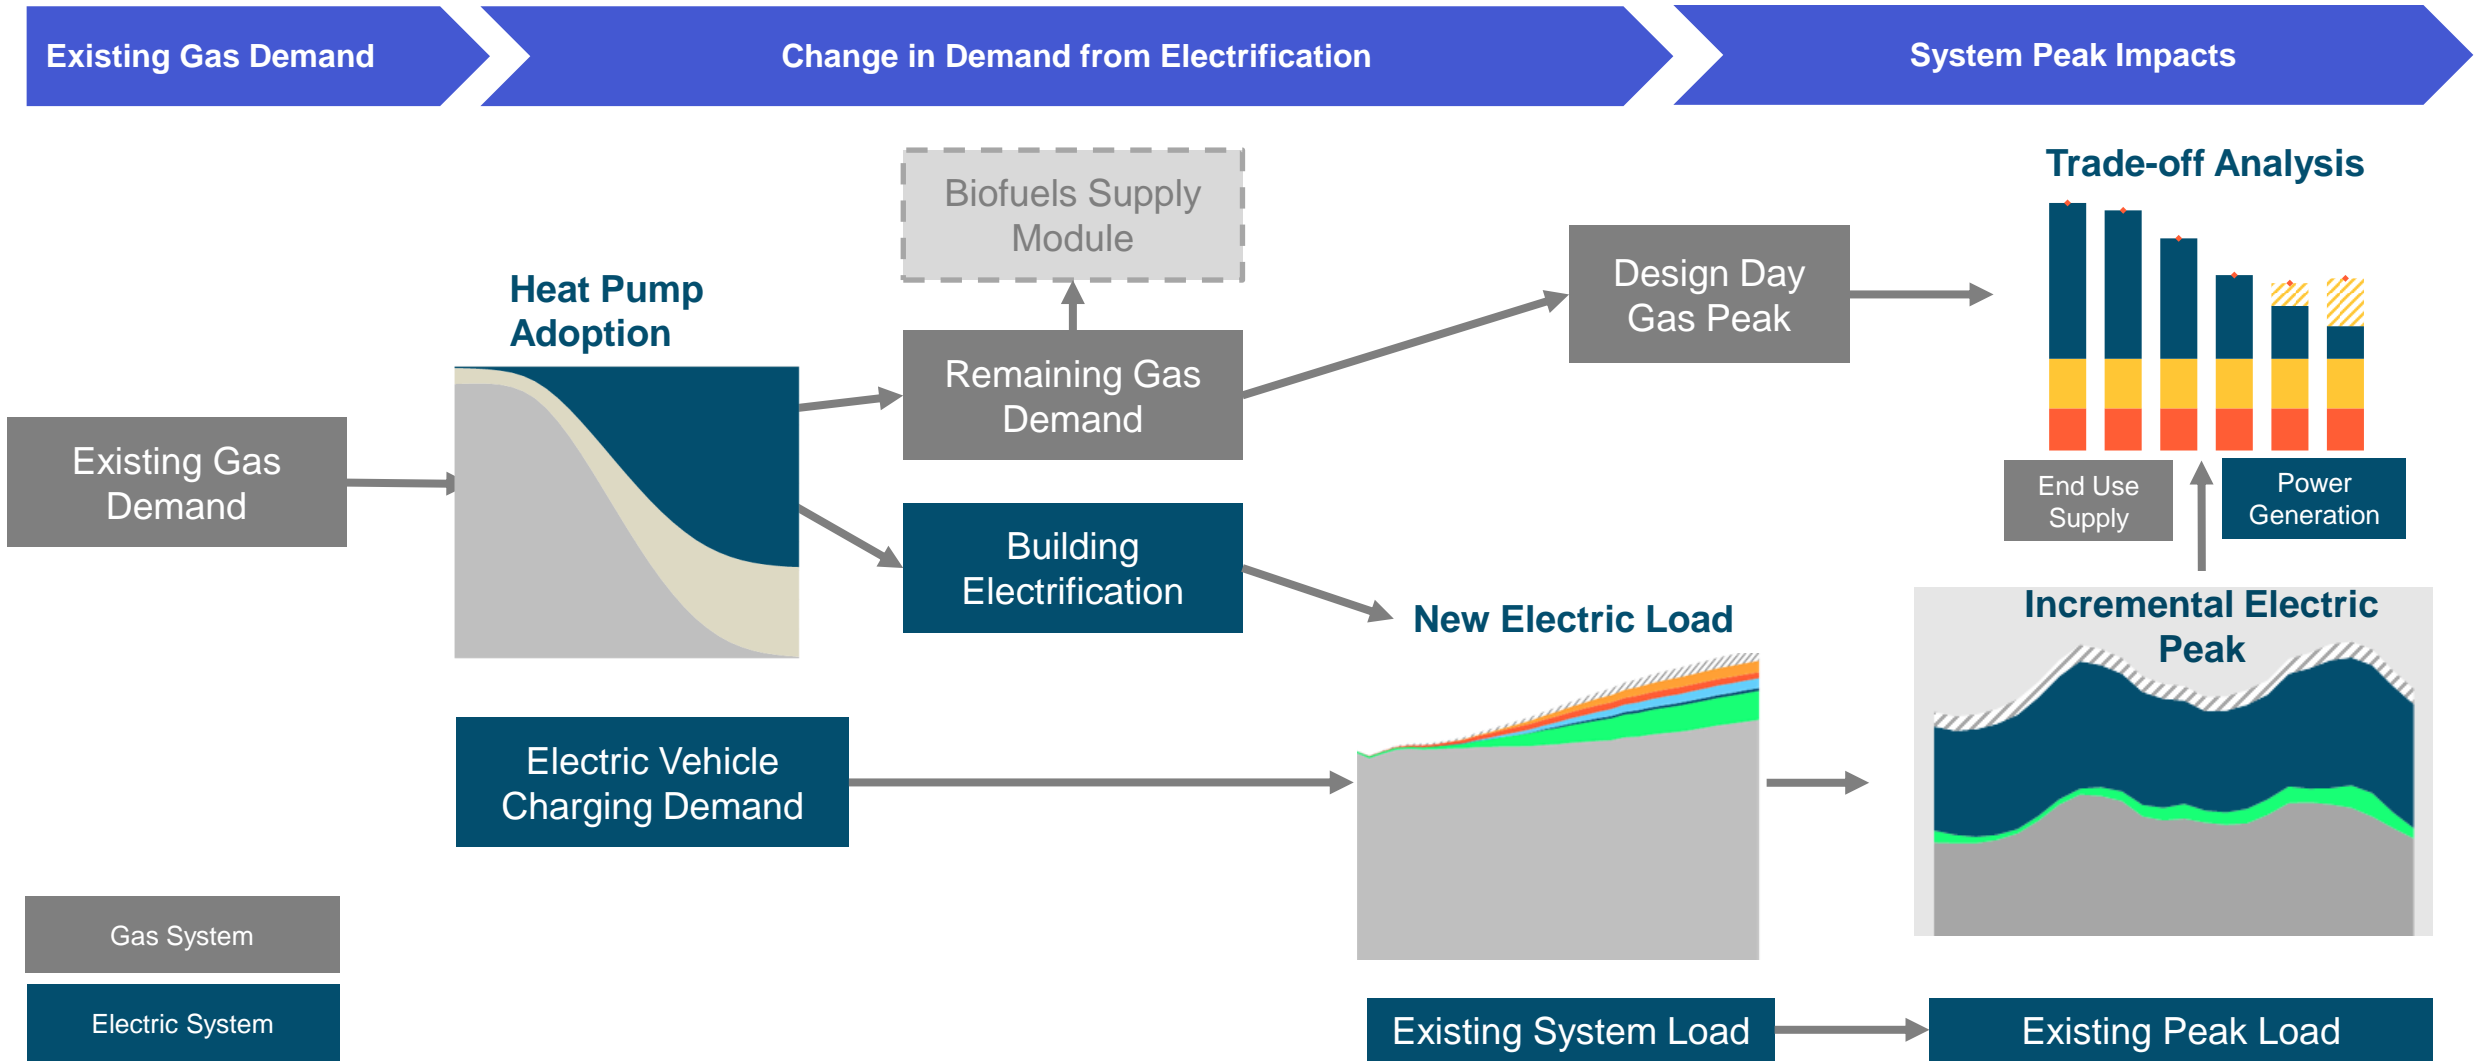 Existing Gas Demand
Change in Demand from Electrification
System Peak Impacts
Trade-off Analysis
Biofuels Supply
Module
Heat Pump
Adoption
Design Day
Gas Peak
Remaining Gas
Demand
Existing Gas
Demand
End Use
Supply
Power
Generation
Building
Electrification
New Electric Load
Incremental Electric
Peak
Electric Vehicle
Charging Demand
Gas System
Electric System
Existing System Load
Existing Peak Load